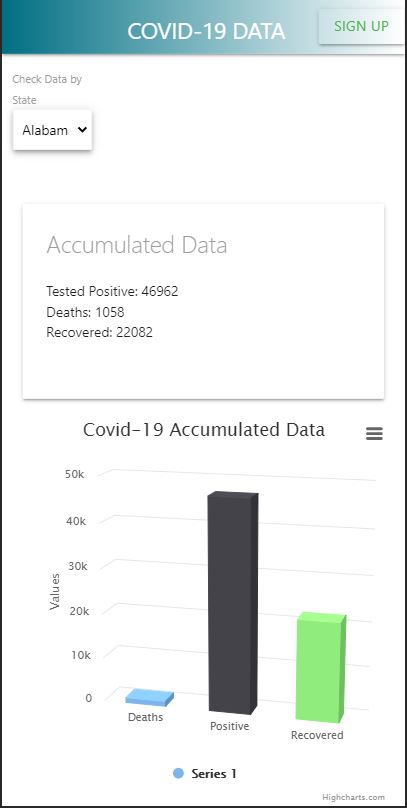 COVID-19 DATA
SIGN UP
Check Data by
State
Alabam
Accumulated Data
Tested Positive: 46962
Deaths: 1058
Recovered: 22082
Covid-19 Accumulated Data
50k
40k
30k
20k
10k
0
Values
Deaths
Positive
Recovered
Series 1
Highcharts.com